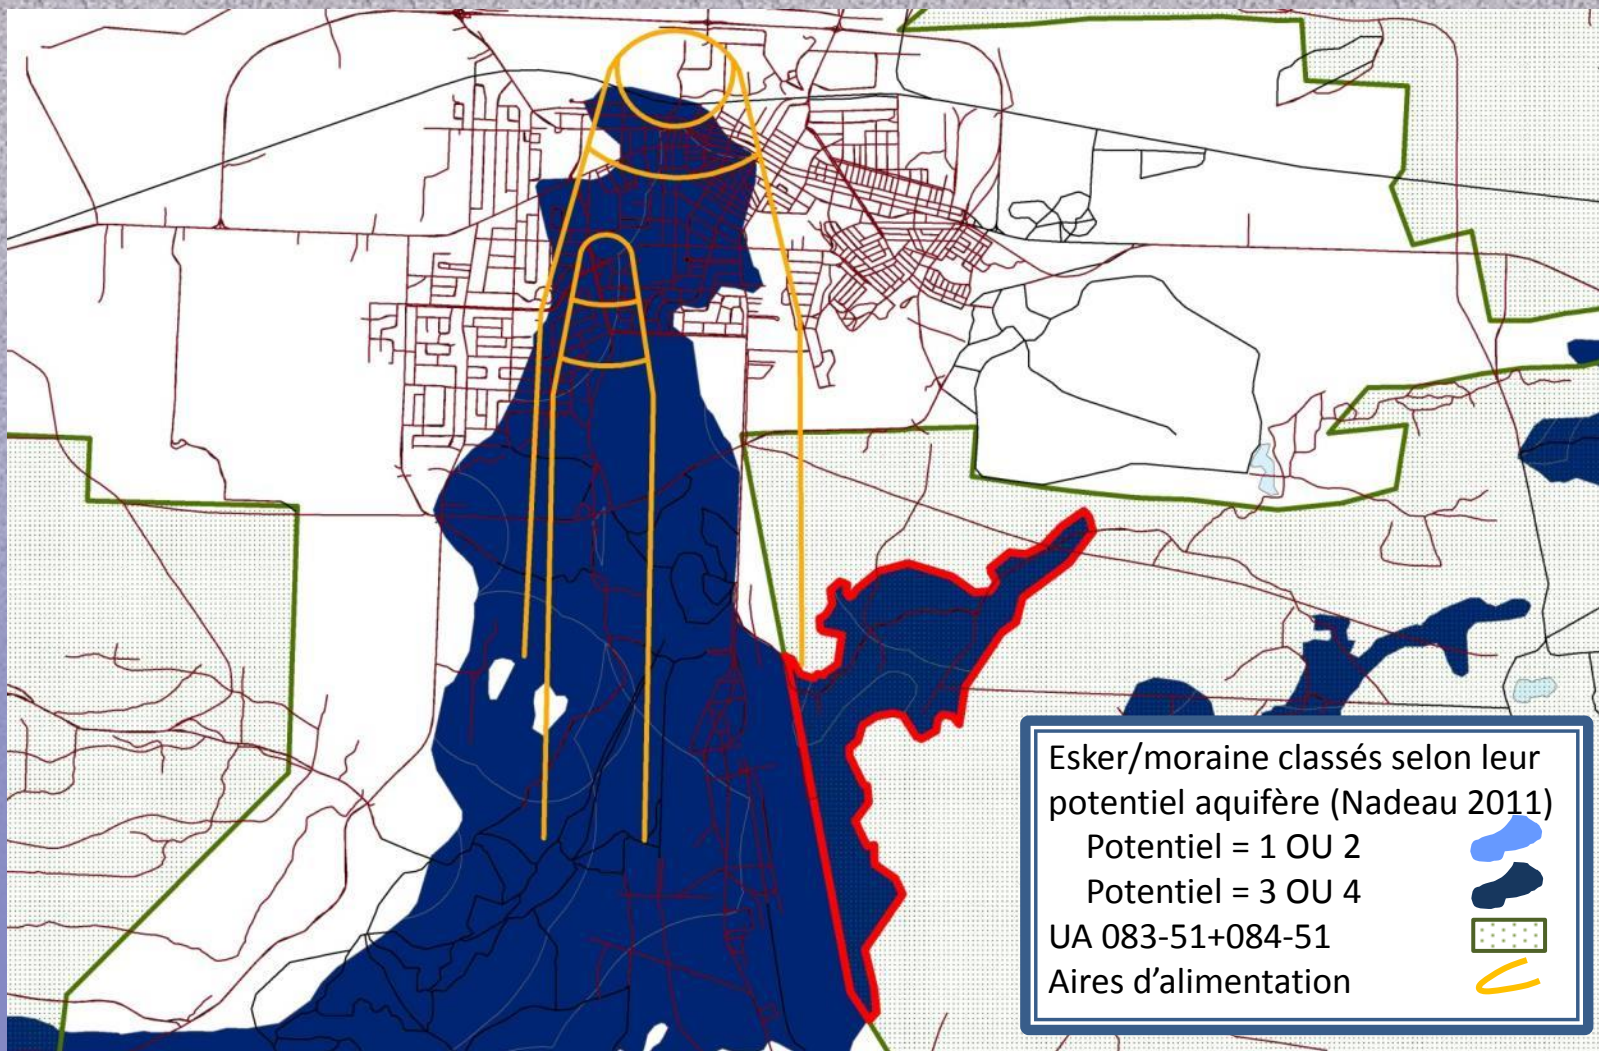 Esker/moraine classés selon leur
potentiel aquifère (Nadeau 2011)
Potentiel = 1 OU 2
Potentiel = 3 OU 4
UA 083-51+084-51
Aires d’alimentation